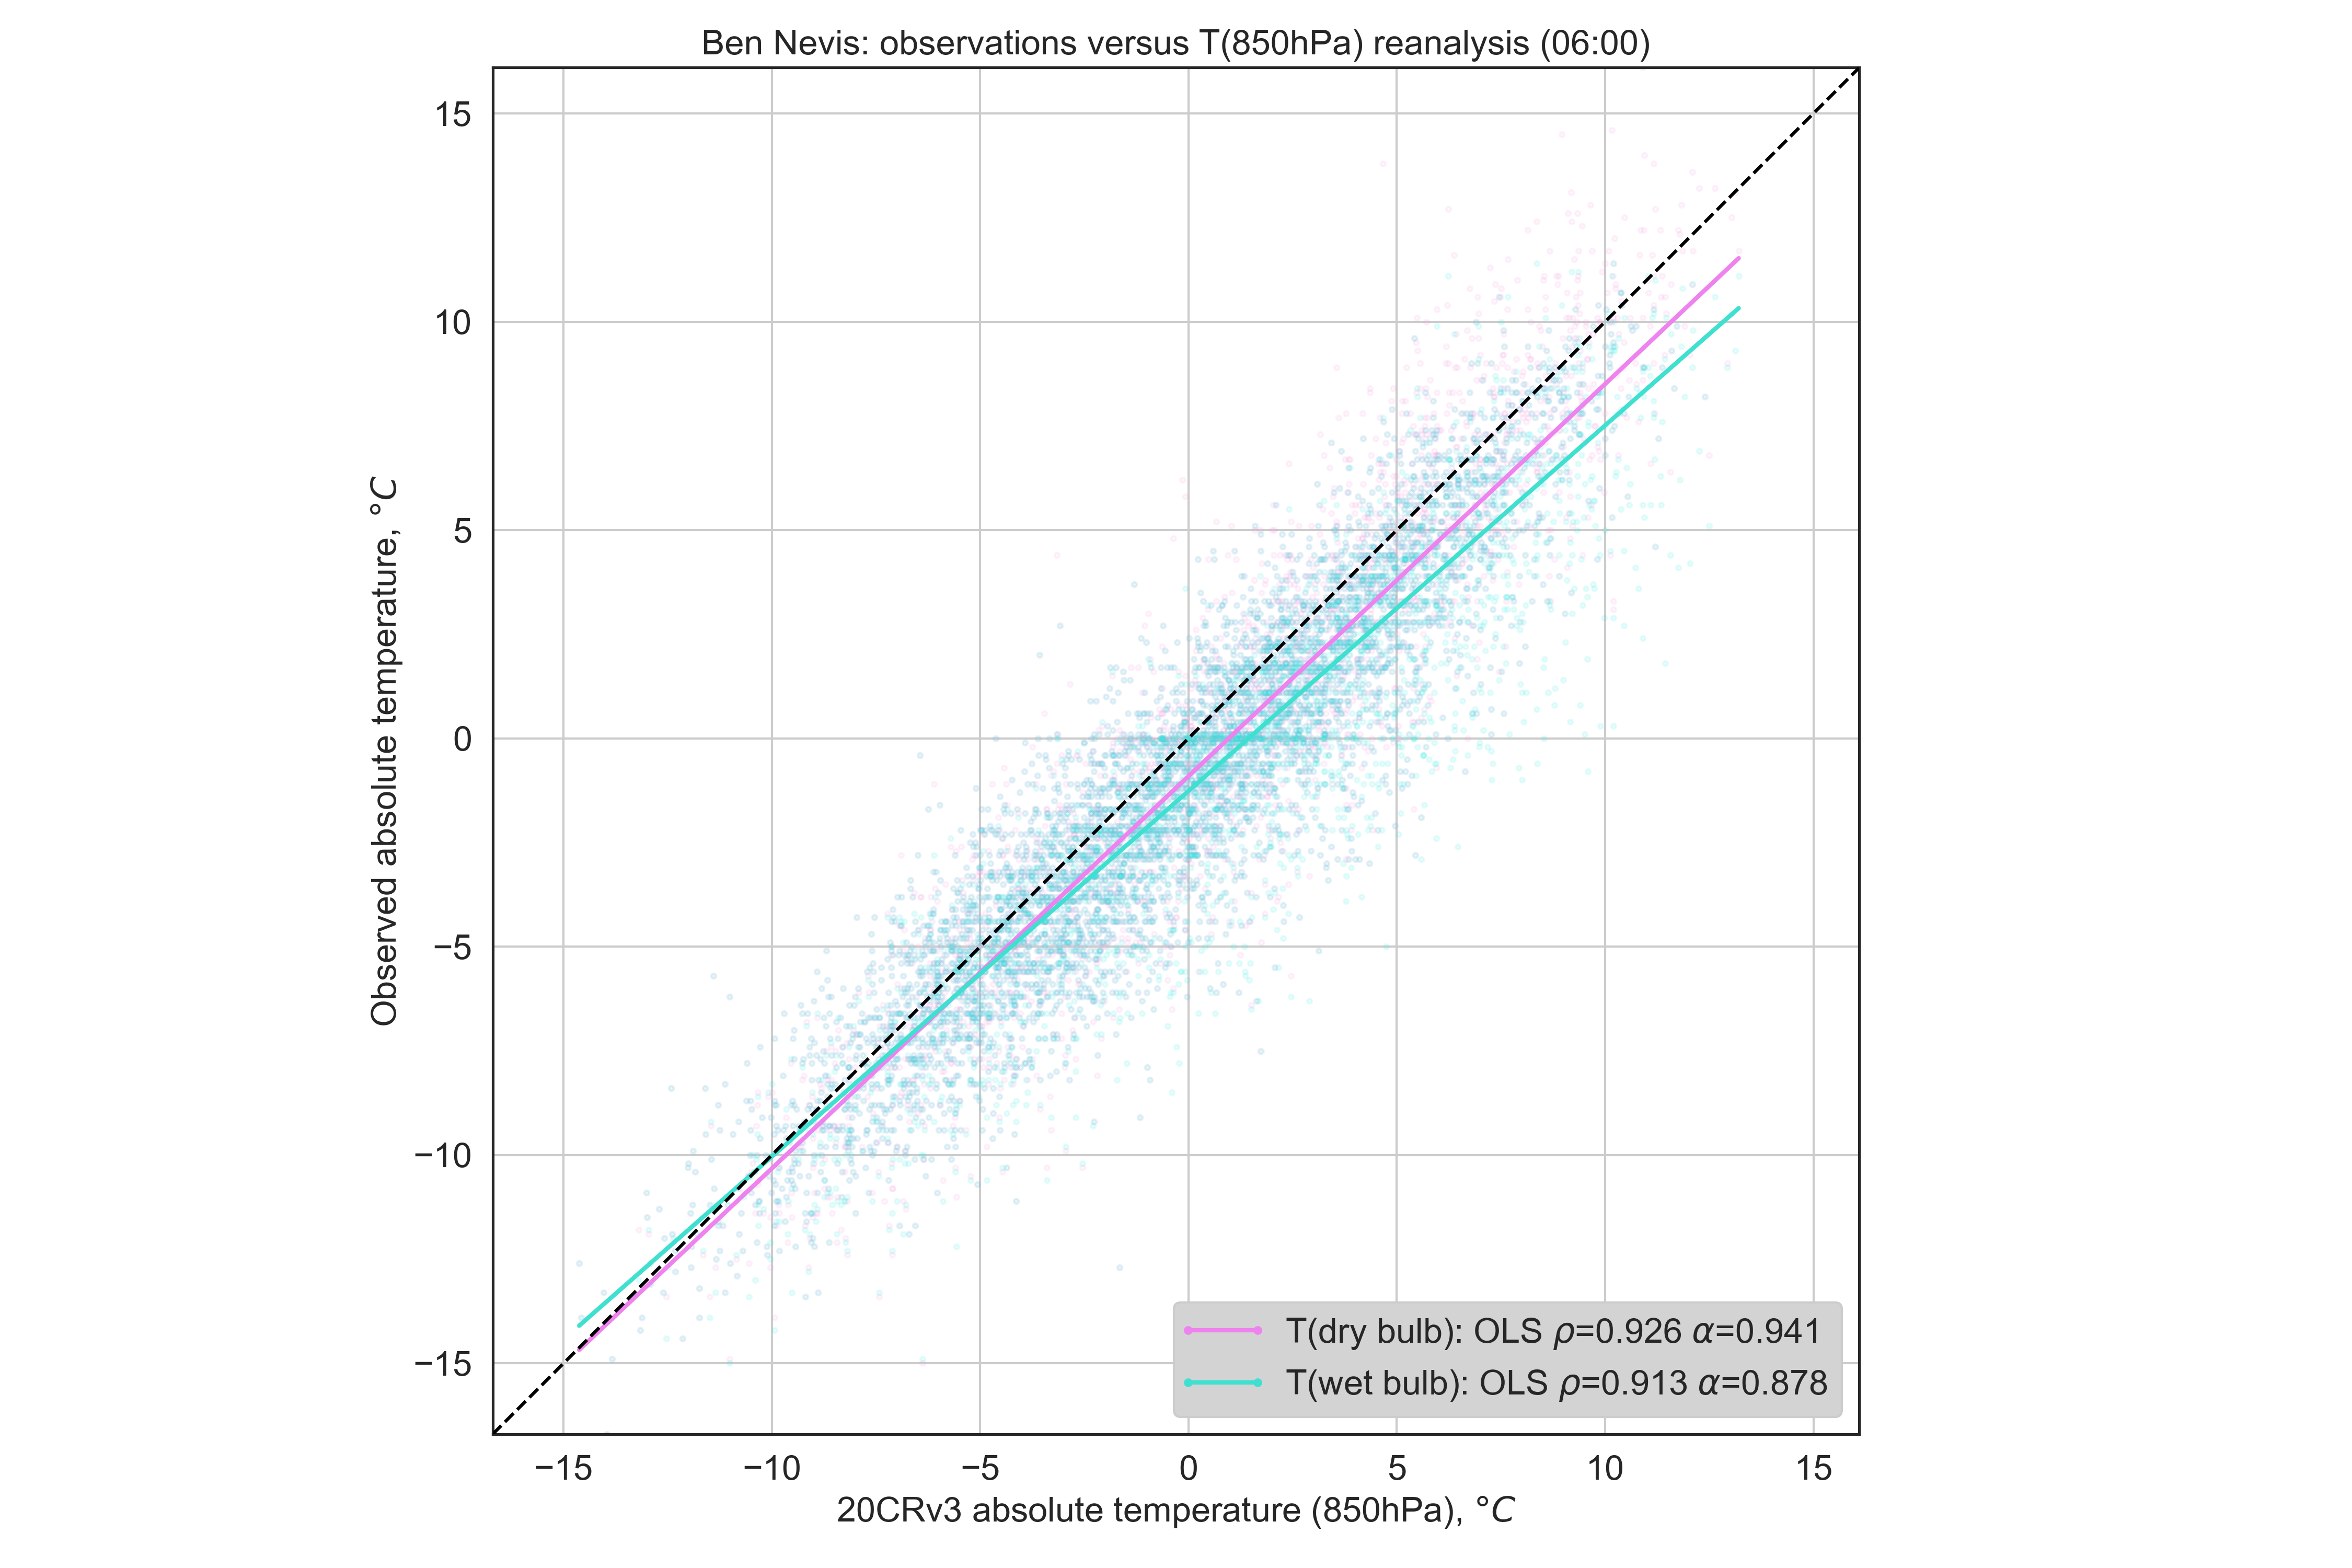 Ben Nevis: observations versus T(850hPa) reanalysis (06:00)
15
10
5
0
−5
−10
−15
Observed absolute temperature, °C
T(dry bulb): OLS ρ=0.926 α=0.941
T(wet bulb): OLS ρ=0.913 α=0.878
−15 −10 −5 0 5 10 15
20CRv3 absolute temperature (850hPa), °C